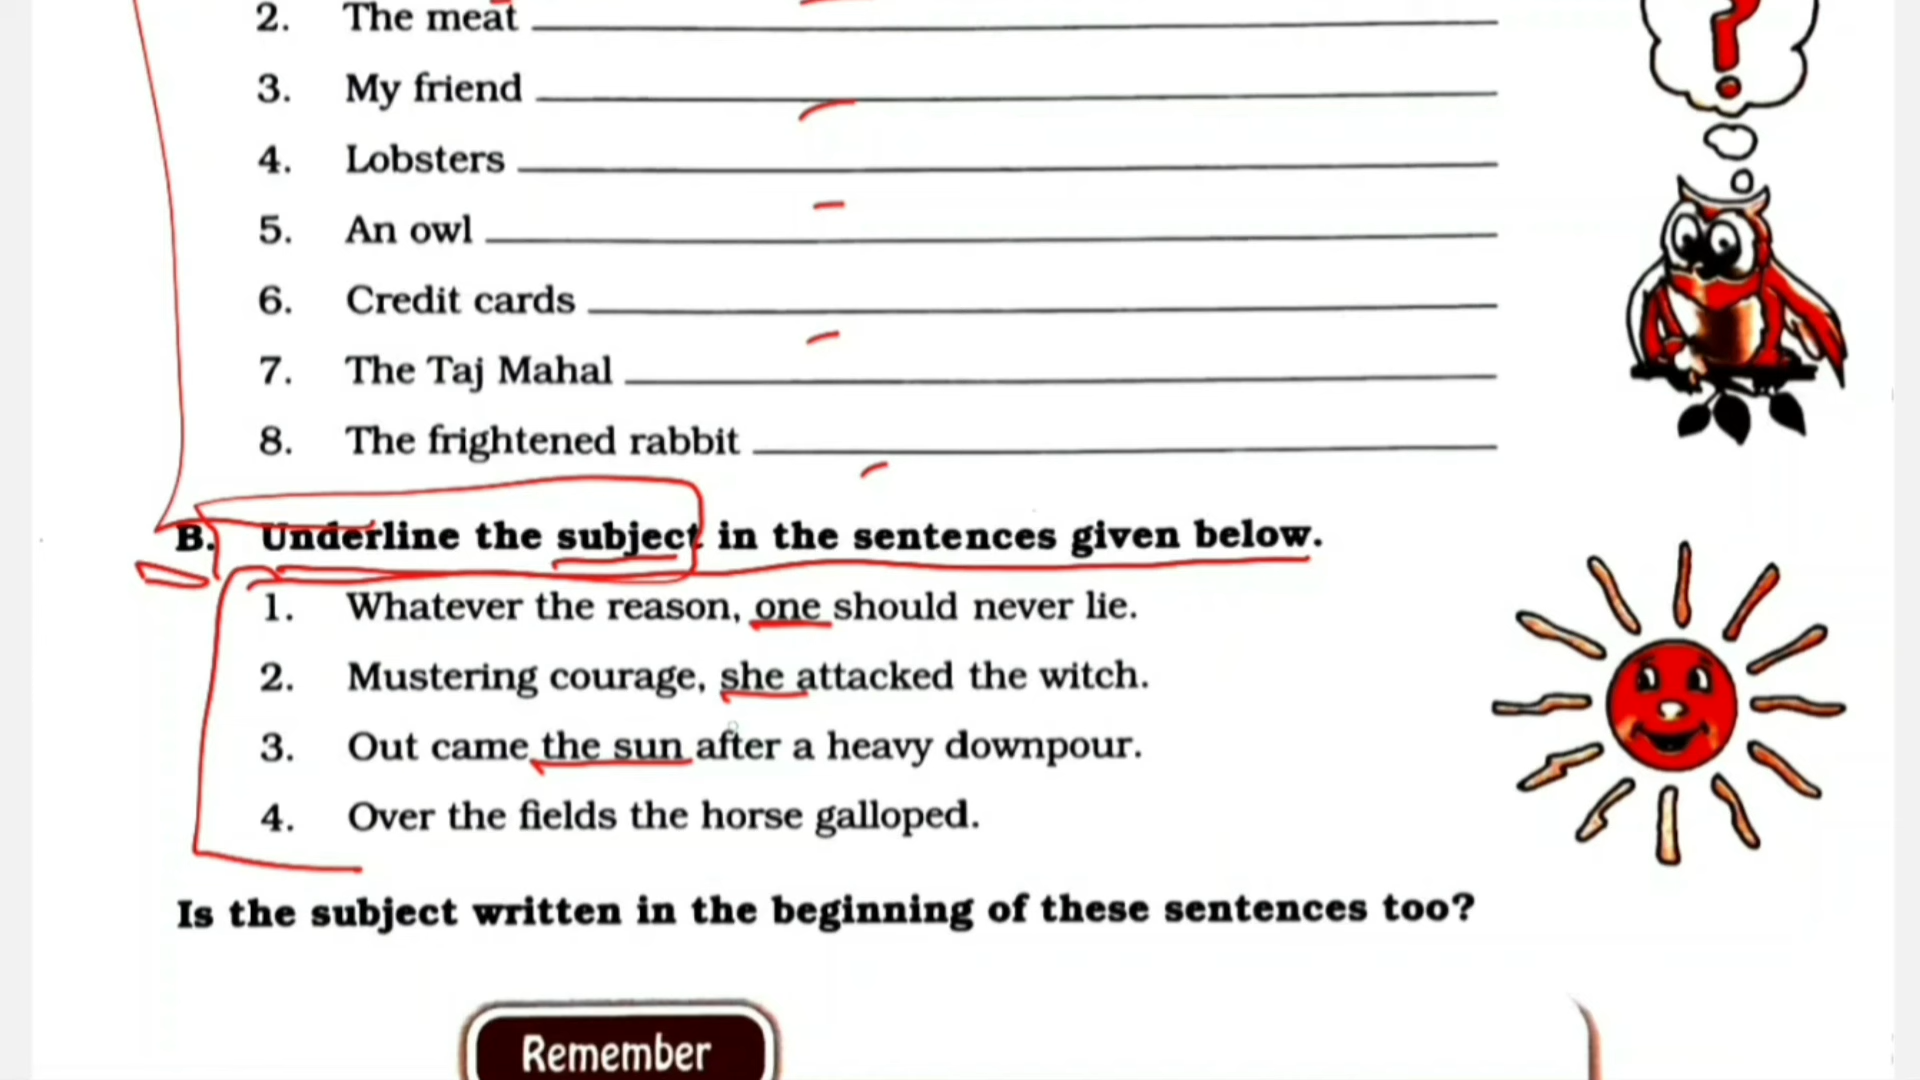 2. The meat
3. My friend
4. Lobsters
5. An owl
6. Credit cards
7. The Taj Mahal
8. The frightened rabbit
B. Underline the subject in the sentences given below.
1. Whatever the reason, one should never lie.
2. Mustering courage, she attacked the witch.
3. Out came the sun after a heavy downpour.
4. Over the fields the horse galloped.
Is the subject written in the beginning of these sentences too?
Remember